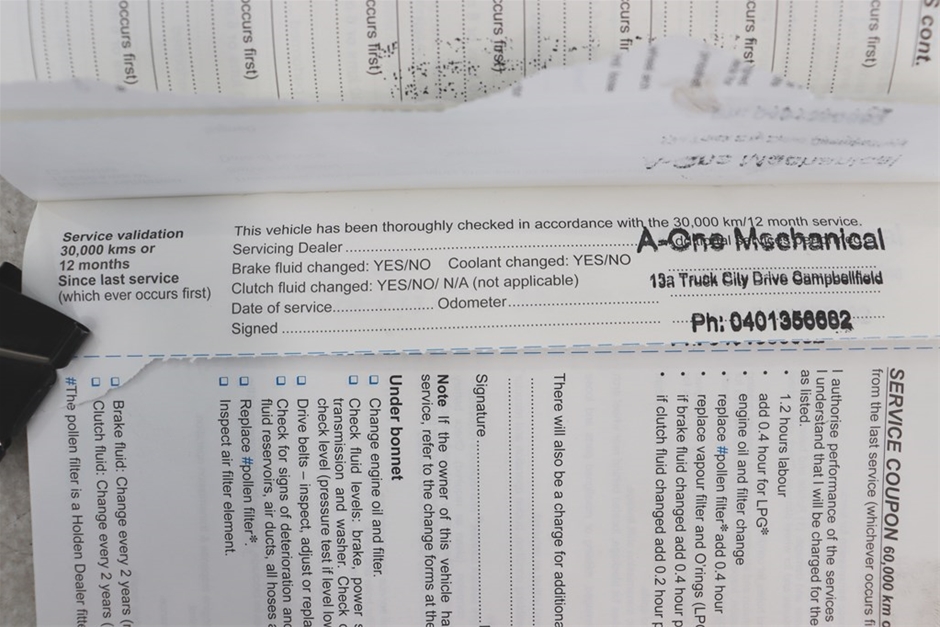 S cont.
occurs first)
occurs first)
occurs first)
occurs first)
occurs fir
occurs first)
curs first)
Service validation
30,000 kms or
12 months
Since last service
(which ever occurs first)
This vehicle has been thoroughly checked in accordance with the 30,000 km/12 month service.
Servicing Dealer
Brake fluid changed: YES/NO Coolant changed: YES/NO
Clutch fluid changed: YES/NO/ N/A (not applicable)
Date of service Odometer
Signed
A-One Mechanical
13a Truck City Drive Campbellfield
Ph: 0401356662
SERVICE COUPON 60,000 km o
from the last service (whichever occurs fi
I authorise performance of the services
I understand that I will be charged for the
as listed.
• 1.2 hours labour
• add 0.4 hour for LPG*
• engine oil and filter change
• replace #pollen filter* add 0.4 hour
• replace vapour filter and O'rings (LPG
• if brake fluid changed add 0.4 hour p
• if clutch fluid changed add 0.2 hour p
There will also be a charge for additiona
Signature
Note If the owner of this vehicle ha
service, refer to the change forms at the
Under bonnet
❑ Change engine oil and filter.
❑ Check fluid levels: brake, power s
transmission and washer. Check c
check level (pressure test if level lov
❑ Drive belts – inspect, adjust or repla
❑ Check for signs of deterioration and
fluid reservoirs, air ducts, all hoses a
❑ Replace #pollen filter*.
❑ Inspect air filter element.
❑ Brake fluid: Change every 2 years (r
❑ Clutch fluid: Change every 2 years (
#The pollen filter is a Holden Dealer fitte